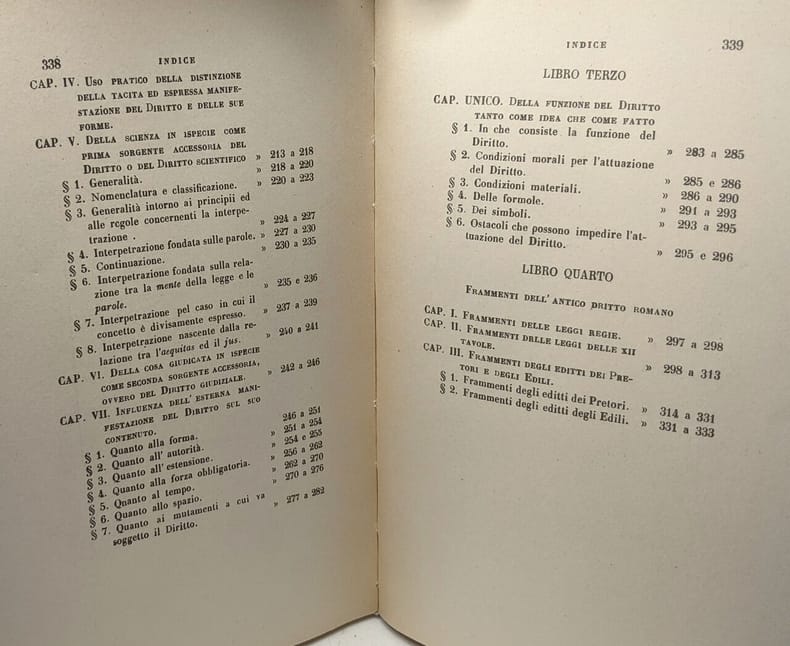 338
INDICE
CAP. IV. USO PRATICO DELLA DISTINZIONE
DELLA TACITA ED ESPRESSA MANIFE-
STAZIONE DEL DIRITTO E DELLE SUE
FORME.
CAP. V. DELLA SCIENZA IN ISPECIE COME
PRIMA SORGENTE ACCESSORIA DEL
DIRITTO O DEL DIRITTO SCIENTIFICO » 213 a 218
§ 1. Generalità. » 218 a 220
§ 2. Nomenclatura e classificazione. » 220 a 223
§ 3. Generalità intorno ai principii ed
alle regole concernenti la interpe-
trazione . » 224 a 227
§ 4. Interpetrazione fondata sulle parole. » 227 a 230
§ 5. Continuazione. » 230 a 235
§ 6. Interpetrazione fondata sulla rela-
zione tra la mente della legge e le
parole. » 235 e 236
§ 7. Interpetrazione pel caso in cui il
concetto è divisamente espresso. » 237 a 239
§ 8. Interpetrazione nascente dalla re-
lazione tra l'aequitas ed il jus. » 240 a 241
CAP. VI. DELLA COSA GIUDICATA IN ISPECIE
COME SECONDA SORGENTE ACCESSORIA,
OVVERO DEL DIRITTO GIUDIZIALE. » 242 a 246
CAP. VII. INFLUENZA DELL'ESTERNA MANI-
FESTAZIONE DEL DIRITTO SUL SUO
CONTENUTO.
§ 1. Quanto alla forma. 246 a 251
§ 2. Quanto all'autorità. » 251 a 254
§ 3. Quanto all'estensione. » 254 e 255
§ 4. Quanto alla forza obbligatoria. » 256 a 262
§ 5. Quanto al tempo. » 262 a 270
§ 6. Quanto allo spazio. » 270 a 276
§ 7. Quanto ai mutamenti a cui va
soggetto il Diritto. » 277 a 282
INDICE
339
LIBRO TERZO
CAP. UNICO. DELLA FUNZIONE DEL DIRITTO
TANTO COME IDEA CHE COME FATTO
§ 1. In che consiste la funzione del
Diritto. » 283 a 285
§ 2. Condizioni morali per l'attuazione
del Diritto. » 285 e 286
§ 3. Condizioni materiali. » 286 a 290
§ 4. Delle formole. » 291 a 293
§ 5. Dei simboli. » 293 a 295
§ 6. Ostacoli che possono impedire l'at-
tuazione del Diritto. » 295 e 296
LIBRO QUARTO
FRAMMENTI DELL'ANTICO DRITTO ROMANO
CAP. I. FRAMMENTI DELLE LEGGI REGIE. » 297 a 298
CAP. II. FRAMMENTI DELLE LEGGI DELLE XII
TAVOLE. » 298 a 313
CAP. III. FRAMMENTI DEGLI EDITTI DEI PRE-
TORI E DEGLI EDILI.
§ 1. Frammenti degli editti dei Pretori. » 314 a 331
§ 2. Frammenti degli editti degli Edili. » 331 a 333